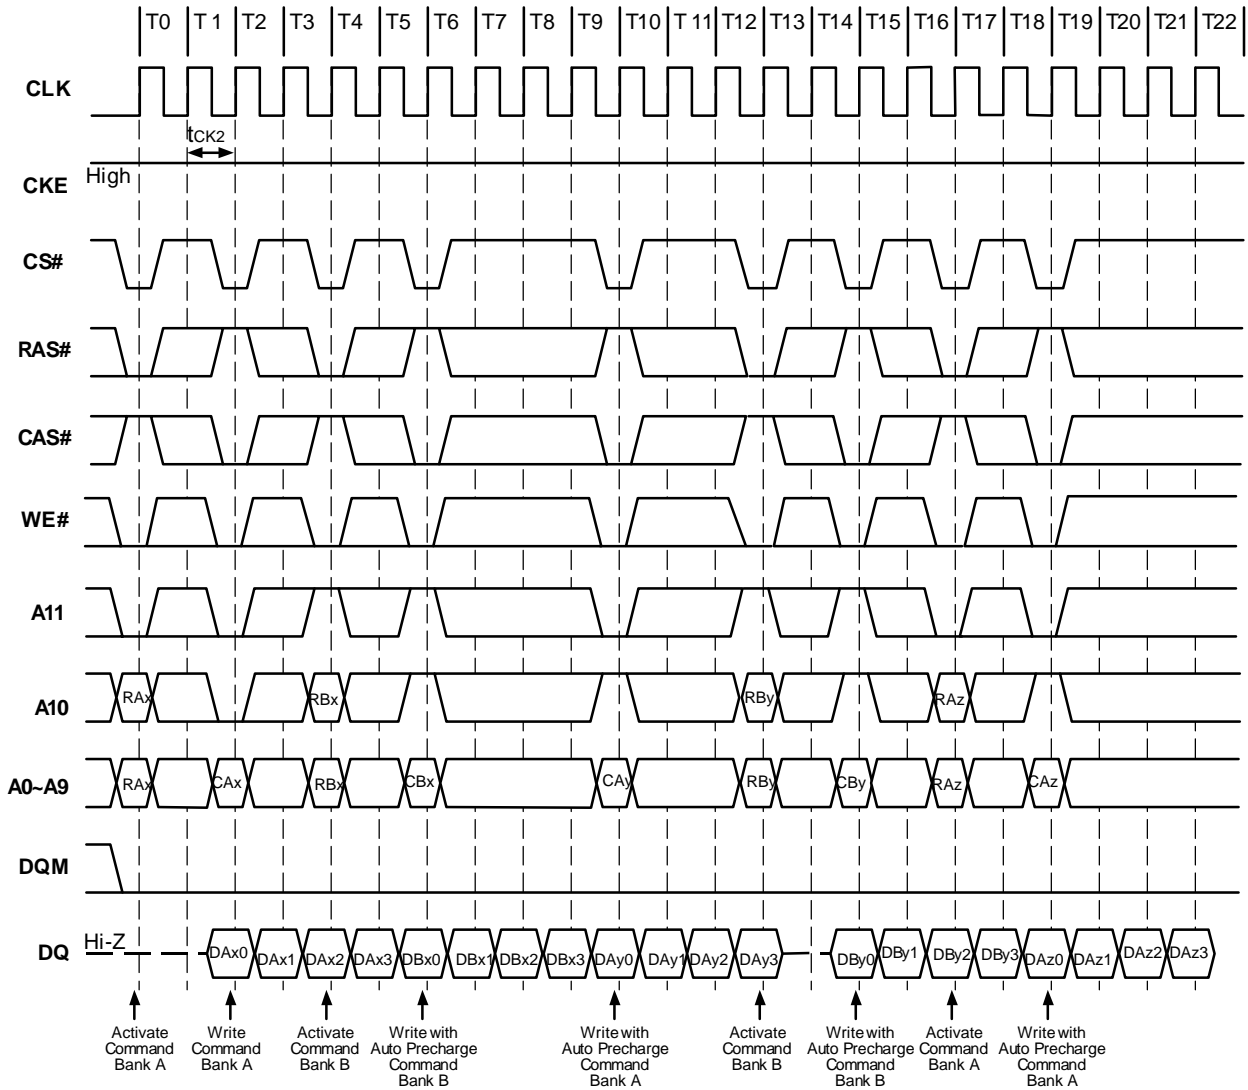 T0 T 1 T2 T3 T4 T5 T6 T7 T8 T9 T10 T 11 T12 T13 T14 T15 T16 T17 T18 T19 T20 T21 T22
CLK
tCK2
High
CKE
CS#
RAS#
CAS#
WE#
A11
A10 RAx RBx RBy RAz
A0~A9 RAx CAx RBx CBx CAy RBy CBy RAz CAz
DQM
DQ Hi-Z DAx0 DAx1 DAx2 DAx3 DBx0 DBx1 DBx2 DBx3 DAy0 DAy1 DAy2 DAy3 DBy0 DBy1 DBy2 DBy3 DAz0 DAz1 DAz2 DAz3
Activate
Command
Bank A
Write
Command
Bank A
Activate
Command
Bank B
Write with
Auto Precharge
Command
Bank B
Write with
Auto Precharge
Command
Bank A
Activate
Command
Bank B
Write with
Auto Precharge
Command
Bank B
Activate
Command
Bank A
Write with
Auto Precharge
Command
Bank A